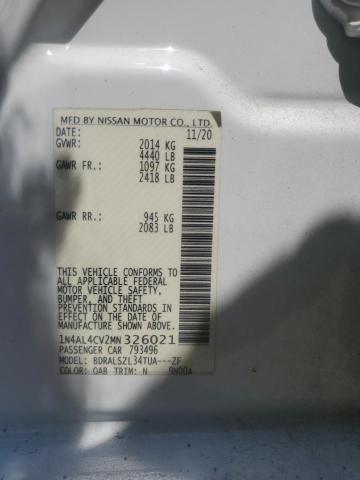 MFD BY NISSAN MOTOR CO., LTD
DATE: 11/20
GVWR: 2014 KG
4440 LB
GAWR FR.: 1097 KG
2418 LB
GAWR RR.: 945 KG
2083 LB
THIS VEHICLE CONFORMS TO
ALL APPLICABLE FEDERAL
MOTOR VEHICLE SAFETY,
BUMPER, AND THEFT
PREVENTION STANDARDS IN
EFFECT ON THE DATE OF
MANUFACTURE SHOWN ABOVE.
1N4AL4CV2MN326021
PASSENGER CAR 793496
MODEL: BDRALSZL34TUA---ZF
COLOR: QAB TRIM: N 9N00A